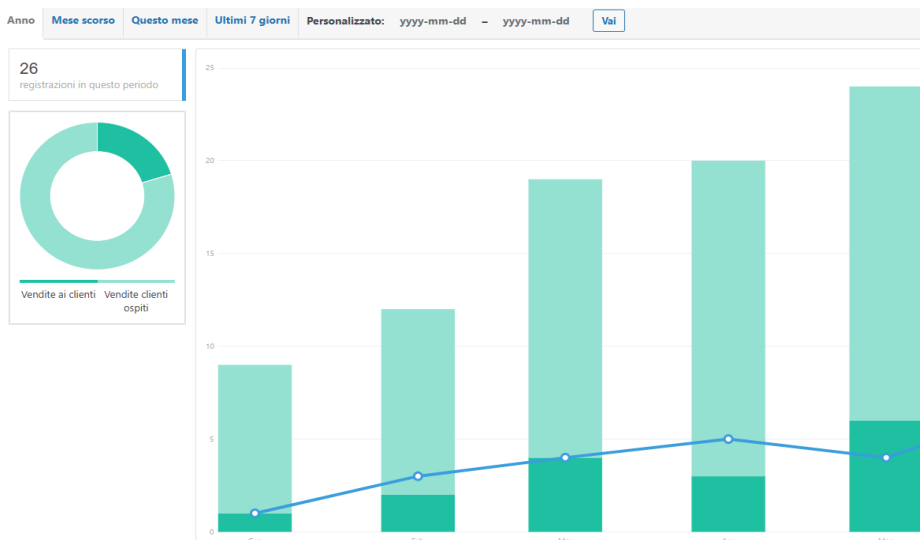 Anno Mese scorso Questo mese Ultimi 7 giorni Personalizzato: yyyy-mm-dd – yyyy-mm-dd Vai
26
registrazioni in questo periodo
Vendite ai clienti
Vendite clienti
ospiti
25
20
15
10
5
0